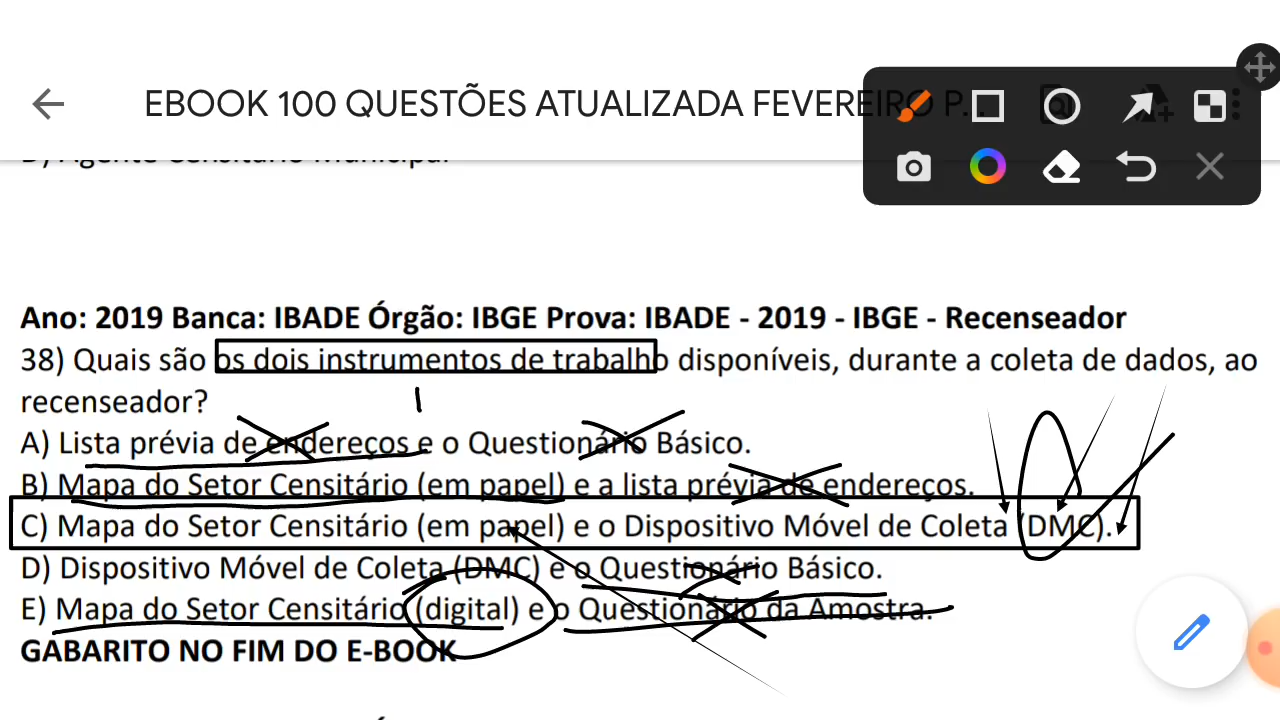 EBOOK 100 QUESTÕES ATUALIZADA FEVEREIRO P...
D) Agente Censitário Municipal
Ano: 2019 Banca: IBADE Órgão: IBGE Prova: IBADE - 2019 - IBGE - Recenseador
38) Quais são os dois instrumentos de trabalho disponíveis, durante a coleta de dados, ao
recenseador?
A) Lista prévia de endereços e o Questionário Básico.
B) Mapa do Setor Censitário (em papel) e a lista prévia de endereços.
C) Mapa do Setor Censitário (em papel) e o Dispositivo Móvel de Coleta (DMC).
D) Dispositivo Móvel de Coleta (DMC) e o Questionário Básico.
E) Mapa do Setor Censitário (digital) e o Questionário da Amostra.
GABARITO NO FIM DO E-BOOK